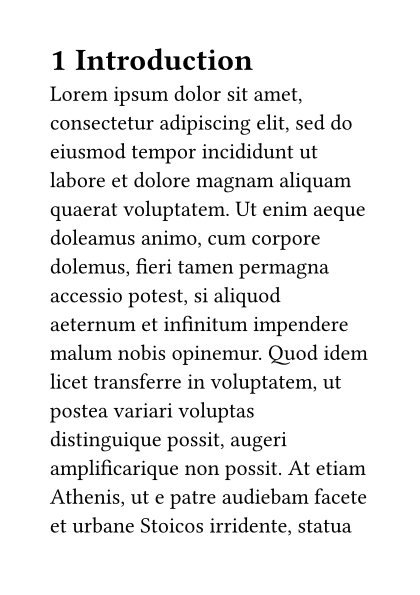 1 Introduction
Lorem ipsum dolor sit amet,
consectetur adipiscing elit, sed do
eiusmod tempor incididunt ut
labore et dolore magnam aliquam
quaerat voluptatem. Ut enim aeque
doleamus animo, cum corpore
dolemus, fieri tamen permagna
accessio potest, si aliquod
aeternum et infinitum impendere
malum nobis opinemur. Quod idem
licet transferre in voluptatem, ut
postea variari voluptas
distinguique possit, augeri
amplificarique non possit. At etiam
Athenis, ut e patre audiebam facete
et urbane Stoicos irridente, statua